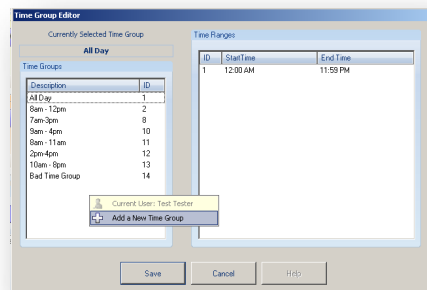 Time Group Editor
Currently Selected Time Group
All Day
Time Groups
Description ID
All Day 1
8am - 12pm 2
7am-3pm 8
9am - 4pm 10
8am - 11am 11
2pm-4pm 12
10am - 8pm 13
Bad Time Group 14
Time Ranges
ID StartTime End Time
1 12:00 AM 11:59 PM
Current User: Test Tester
Add a New Time Group
Save Cancel Help